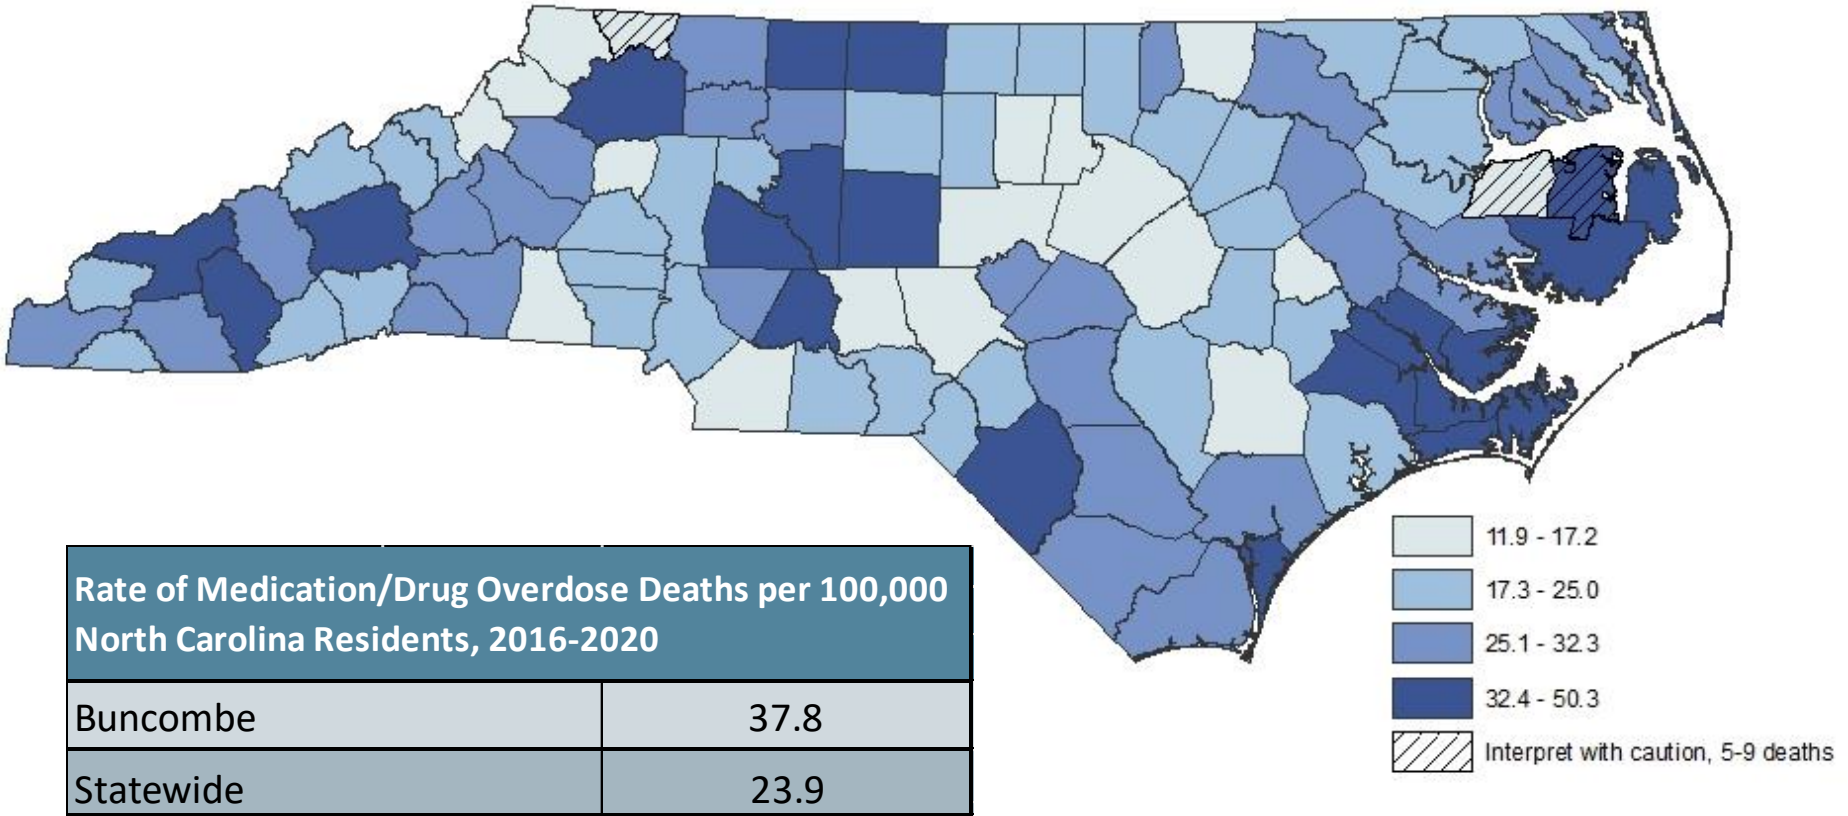 Rate of Medication/Drug Overdose Deaths per 100,000
North Carolina Residents, 2016-2020
Buncombe 37.8
Statewide 23.9
11.9 - 17.2
17.3 - 25.0
25.1 - 32.3
32.4 - 50.3
Interpret with caution, 5-9 deaths